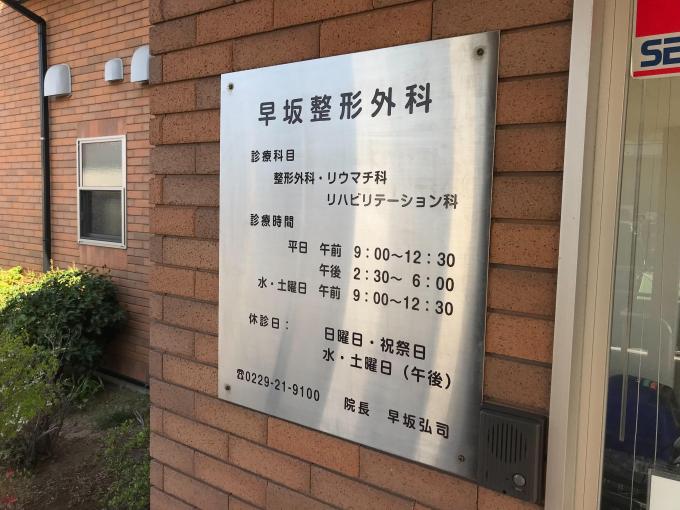 早坂整形外科
診療科目
整形外科・リウマチ科
リハビリテーション科
診療時間
平日 午前 9：00〜12：30
午後 2：30〜 6：00
水・土曜日 午前 9：00〜12：30
休診日： 日曜日・祝祭日
水・土曜日（午後）
☎0229-21-9100
院長 早坂弘司